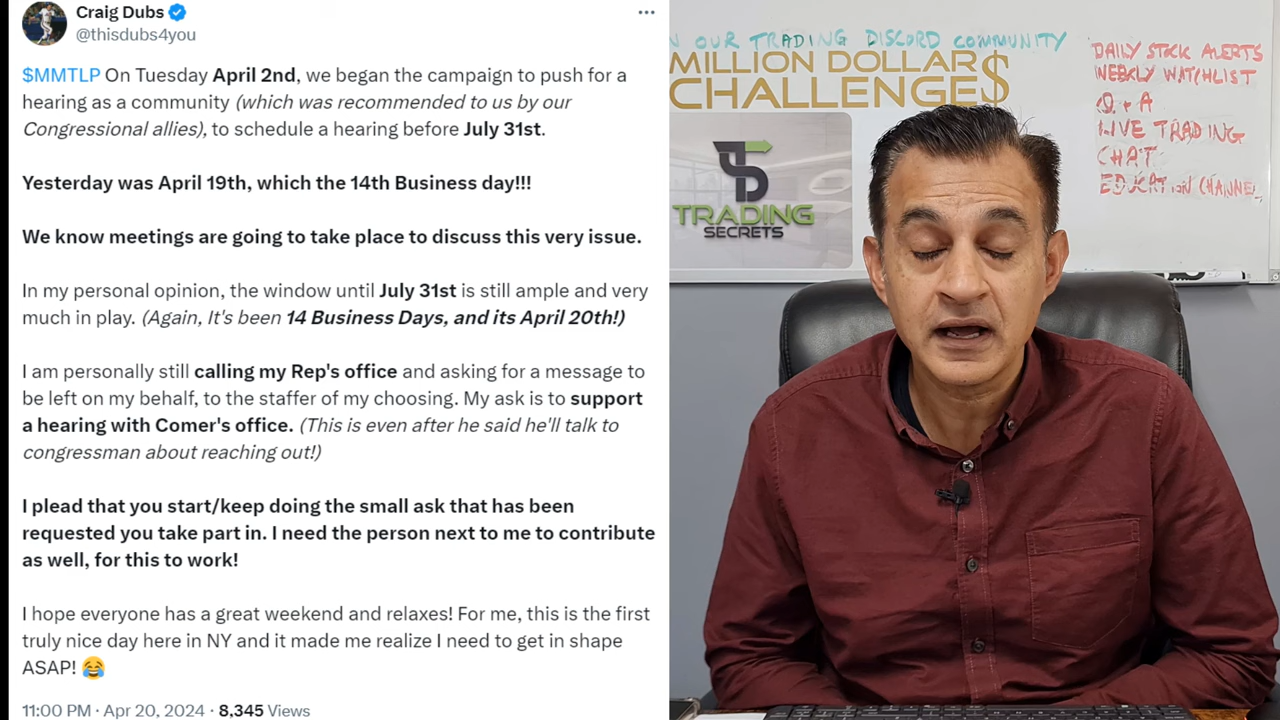 Craig Dubs
@thisdubs4you
$MMTLP On Tuesday April 2nd, we began the campaign to push for a
hearing as a community (which was recommended to us by our
Congressional allies), to schedule a hearing before July 31st.
Yesterday was April 19th, which the 14th Business day!!!
We know meetings are going to take place to discuss this very issue.
In my personal opinion, the window until July 31st is still ample and very
much in play. (Again, It's been 14 Business Days, and its April 20th!)
I am personally still calling my Rep's office and asking for a message to
be left on my behalf, to the staffer of my choosing. My ask is to support
a hearing with Comer's office. (This is even after he said he'll talk to
congressman about reaching out!)
I plead that you start/keep doing the small ask that has been
requested you take part in. I need the person next to me to contribute
as well, for this to work!
I hope everyone has a great weekend and relaxes! For me, this is the first
truly nice day here in NY and it made me realize I need to get in shape
ASAP! 😂
11:00 PM · Apr 20, 2024 · 8,345 Views
N OUR TRADING DISCORD COMMUNITY
MILLION DOLLAR
CHALLENGE$
TRADING
SECRETS
DAILY STOCK ALERTS
WEEKLY WATCHLIST
Q + A
LIVE TRADING
CHAT
EDUCATION CHANNEL